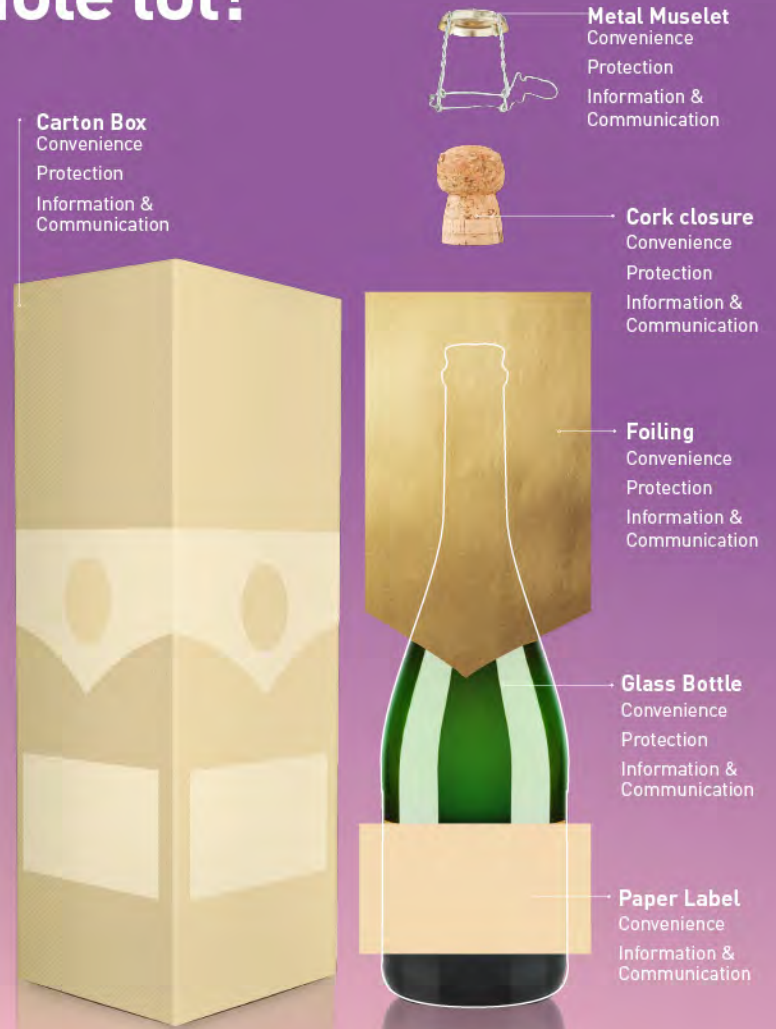 lot?
Metal Muselet
Convenience
Protection
Information &
Communication
Carton Box
Convenience
Protection
Information &
Communication
Cork closure
Convenience
Protection
Information &
Communication
Foiling
Convenience
Protection
Information &
Communication
Glass Bottle
Convenience
Protection
Information &
Communication
Paper Label
Convenience
Information &
Communication